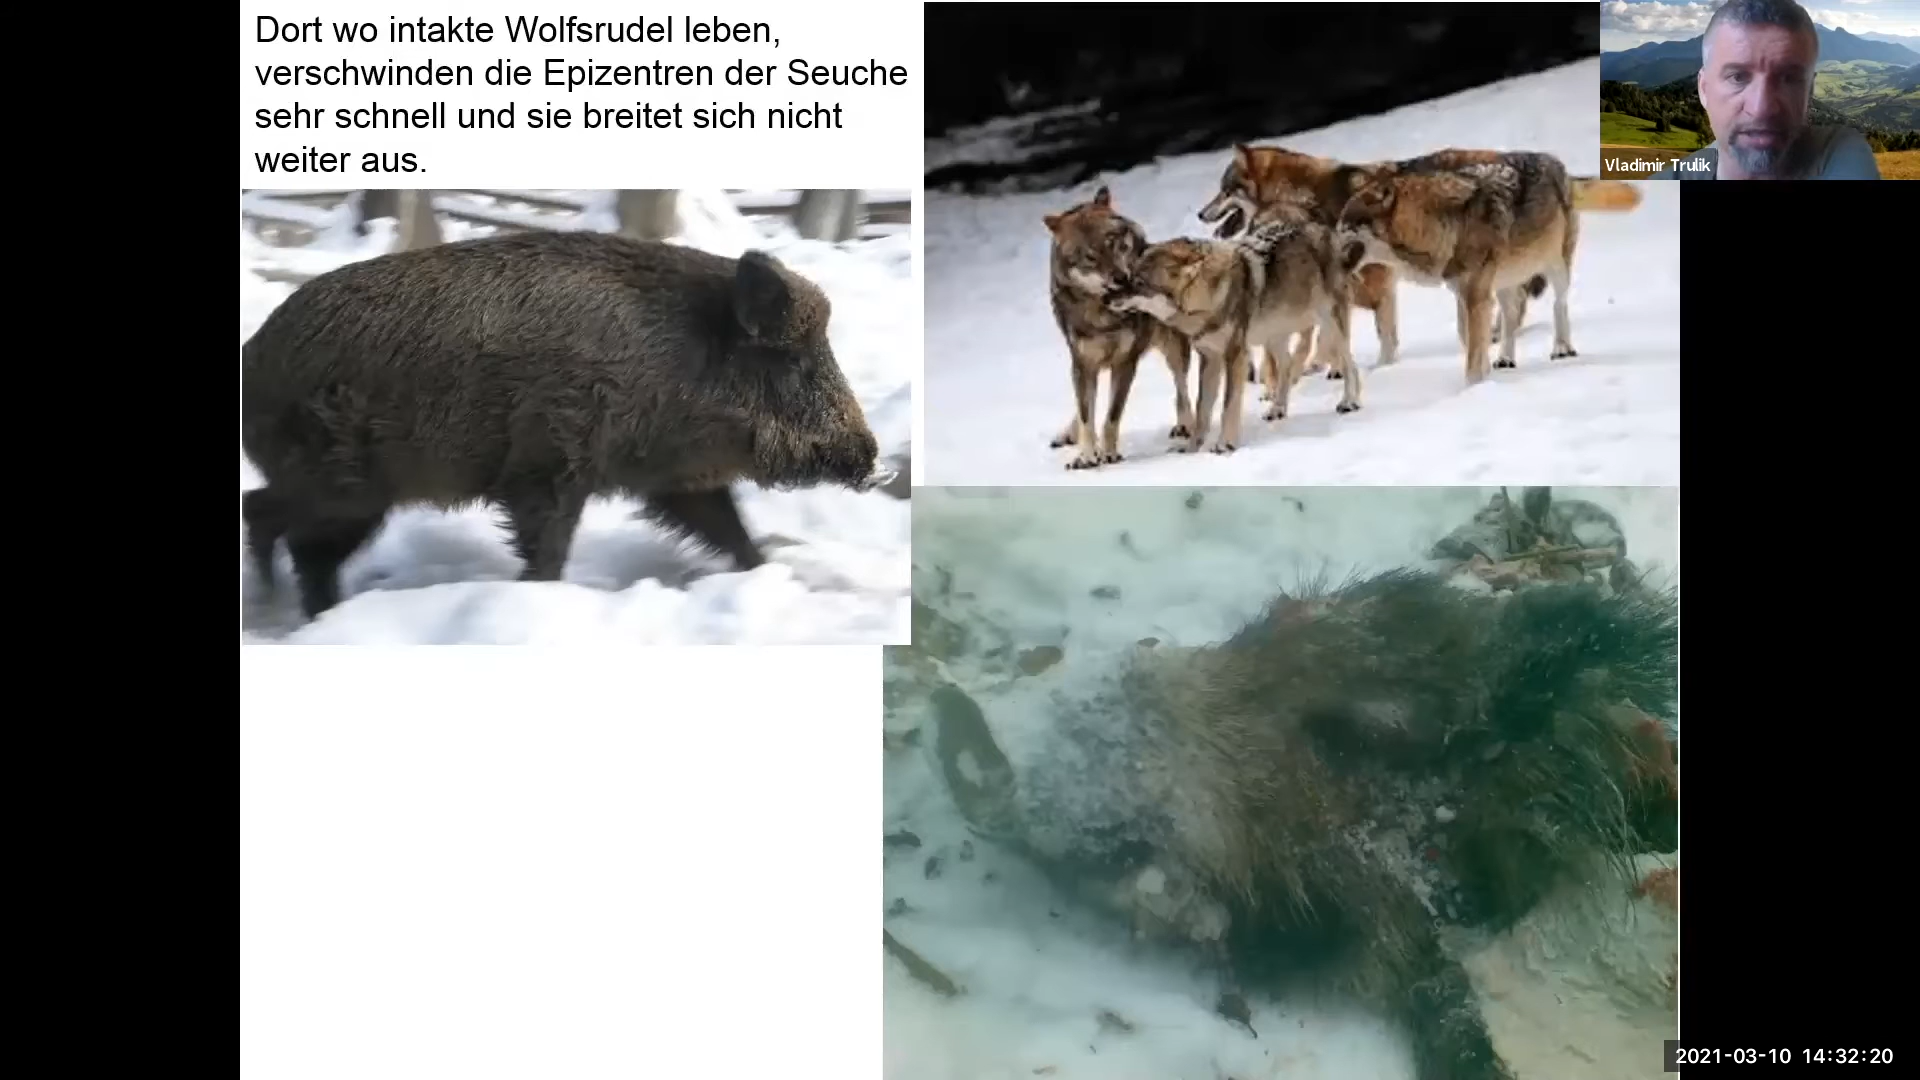 Dort wo intakte Wolfsrudel leben,
verschwinden die Epizentren der Seuche
sehr schnell und sie breitet sich nicht
weiter aus.
Vladimir Trulik
2021-03-10 14:32:20